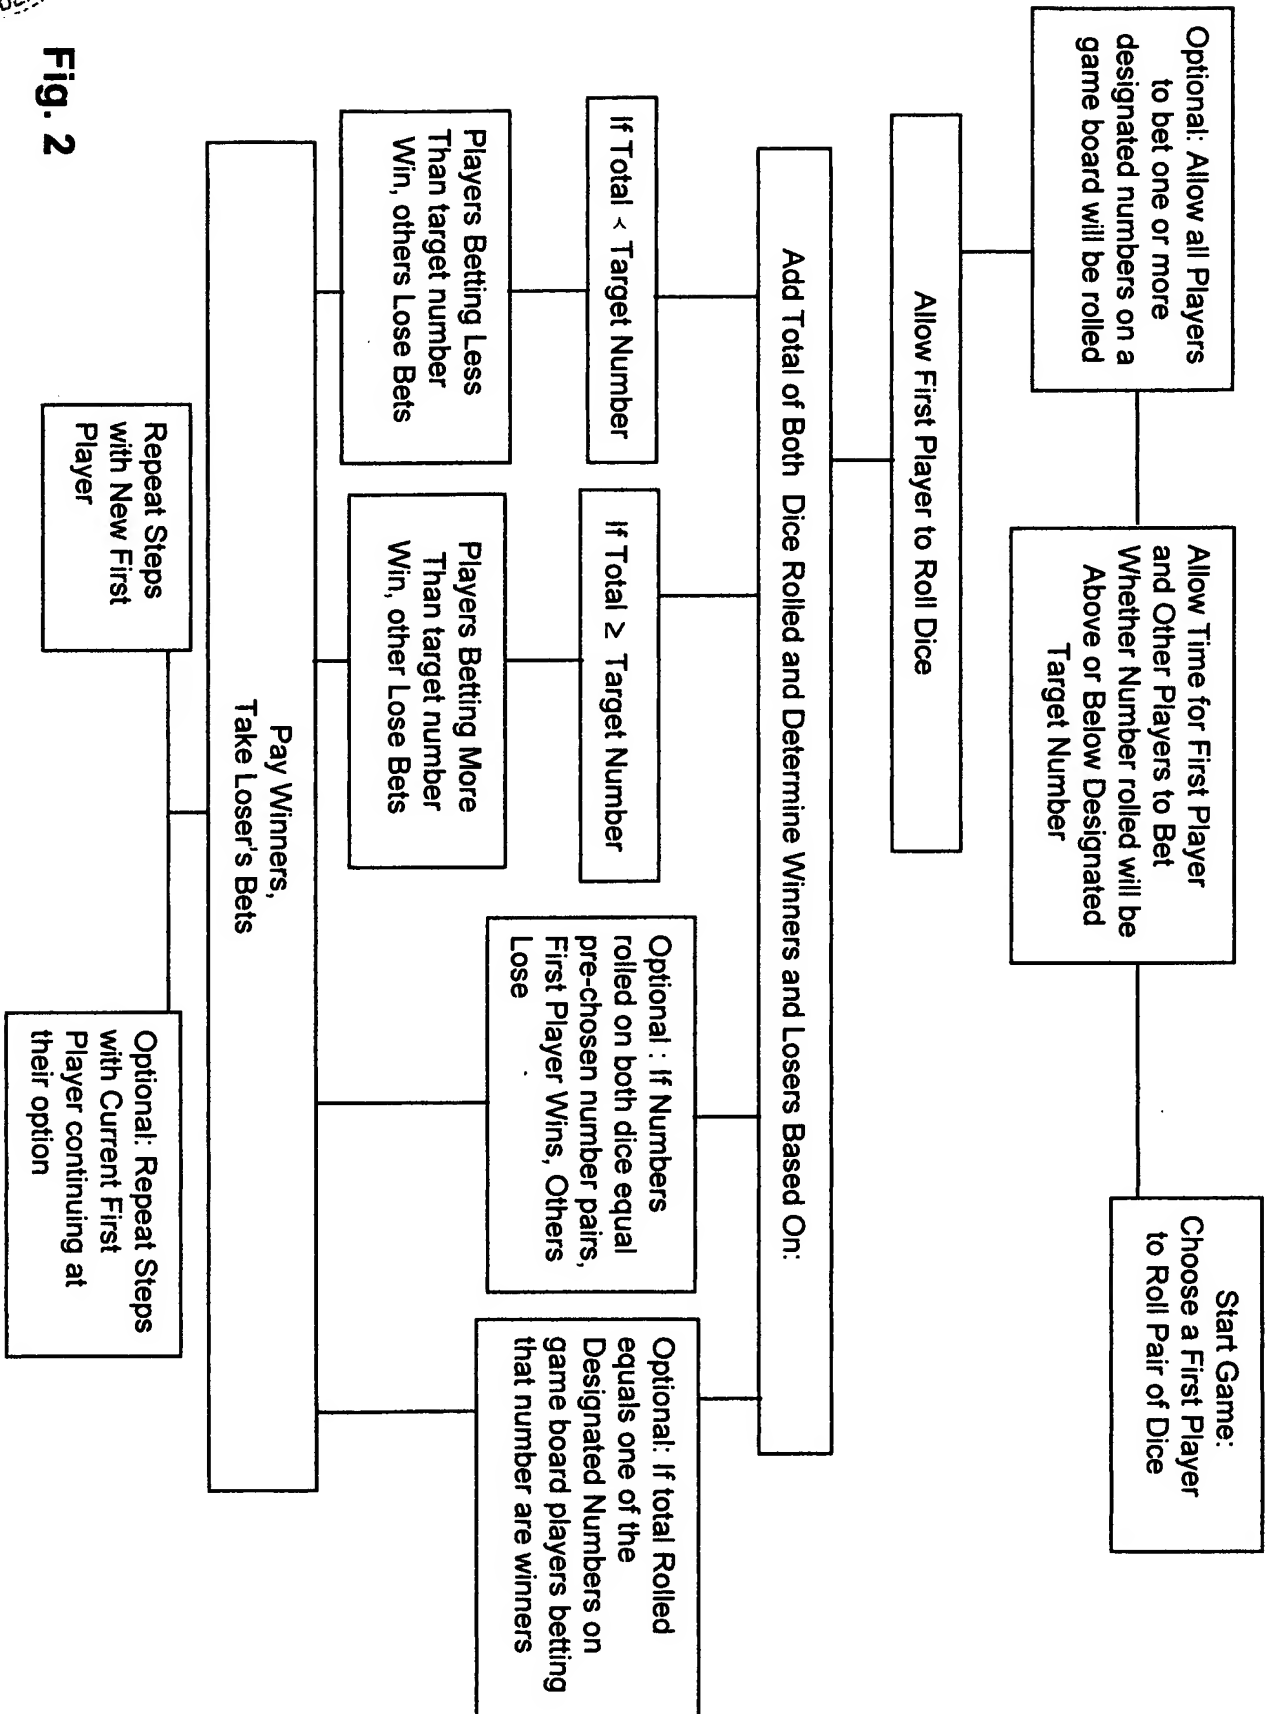 Start Game:
Choose a First Player
to Roll Pair of Dice
Allow Time for First Player
and Other Players to Bet
Whether Number rolled will be
Above or Below Designated
Target Number
Optional: Allow all Players
to bet one or more
designated numbers on a
game board will be rolled
Allow First Player to Roll Dice
Add Total of Both Dice Rolled and Determine Winners and Losers Based On:
If Total < Target Number
If Total ≥ Target Number
Optional : If Numbers
rolled on both dice equal
pre-chosen number pairs,
First Player Wins, Others
Lose
Optional: If total Rolled
equals one of the
Designated Numbers on
game board players betting
that number are winners
Players Betting Less
Than target number
Win, others Lose Bets
Players Betting More
Than target number
Win, other Lose Bets
Pay Winners,
Take Loser's Bets
Repeat Steps
with New First
Player
Optional: Repeat Steps
with Current First
Player continuing at
their option
Fig. 2